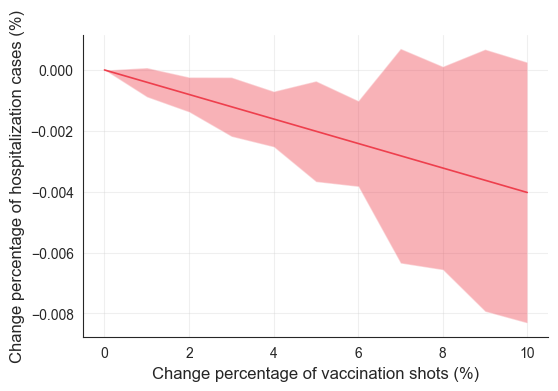 Change percentage of hospitalization cases (%)
0.000
−0.002
−0.004
−0.006
−0.008
0 2 4 6 8 10
Change percentage of vaccination shots (%)